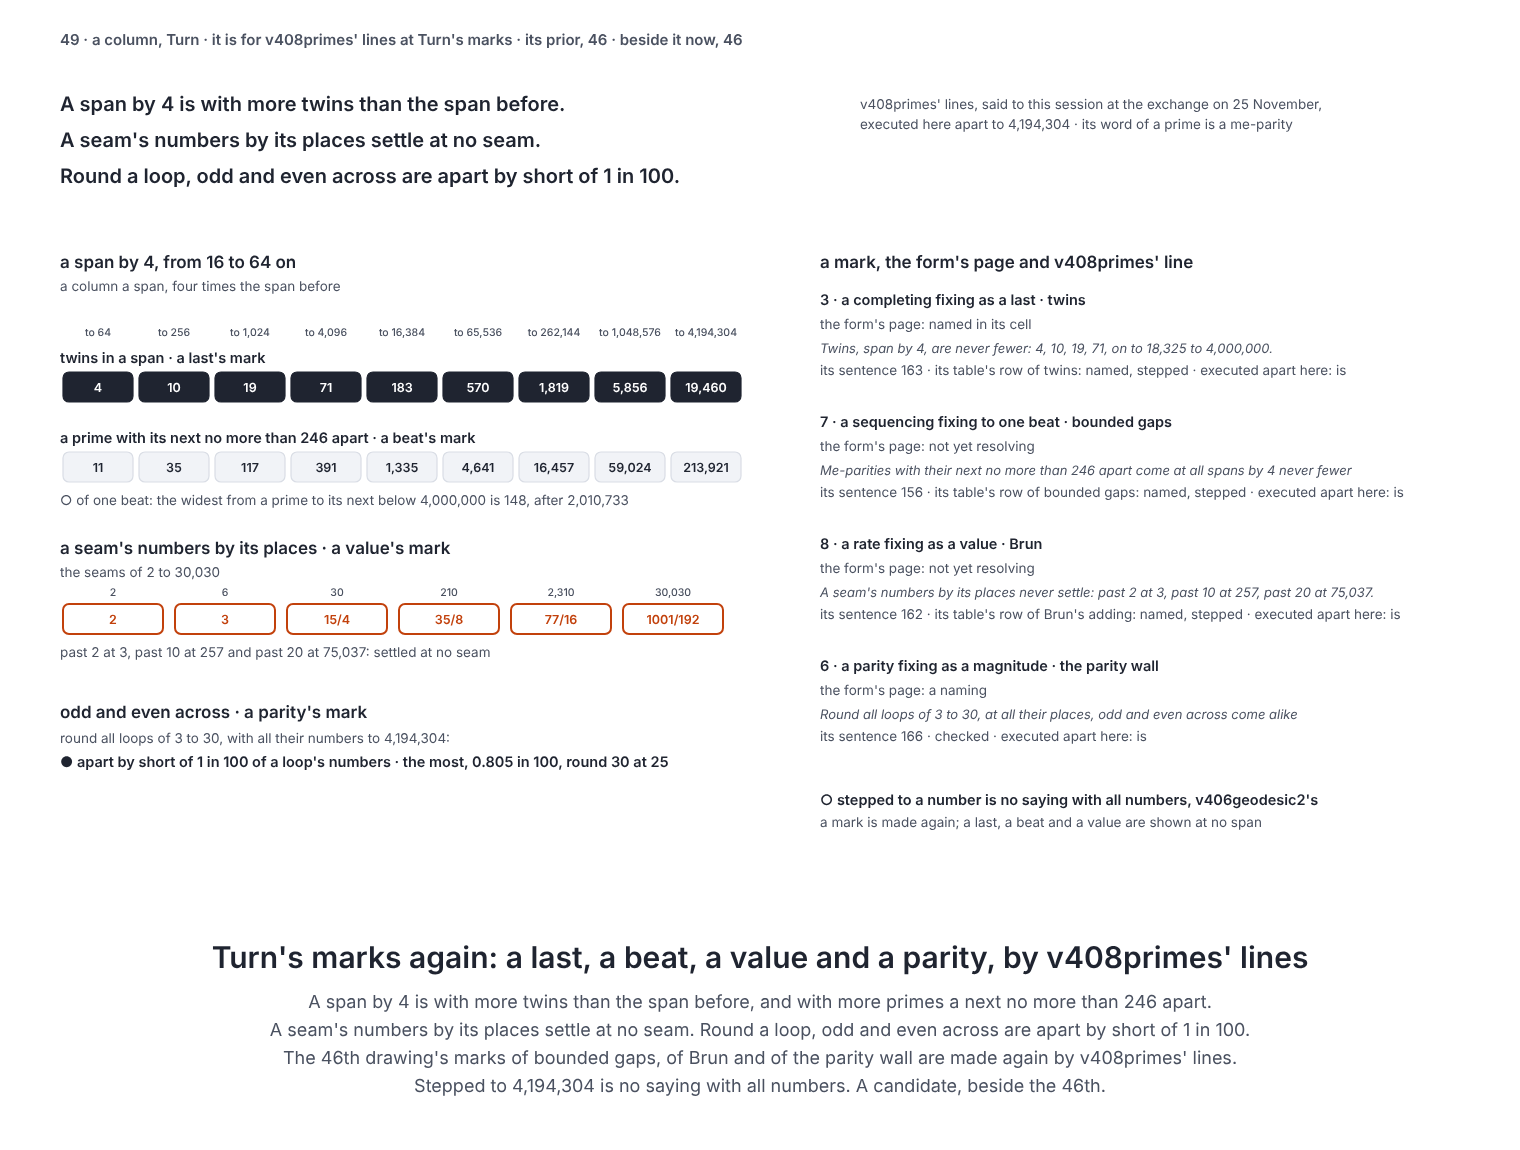 49 · a column, Turn · it is for v408primes' lines at Turn's marks · its prior, 46 · beside it now, 46
A span by 4 is with more twins than the span before.
A seam's numbers by its places settle at no seam.
Round a loop, odd and even across are apart by short of 1 in 100.
v408primes' lines, said to this session at the exchange on 25 November,
executed here apart to 4,194,304 · its word of a prime is a me-parity
a span by 4, from 16 to 64 on
a column a span, four times the span before
to 64 to 256 to 1,024 to 4,096 to 16,384 to 65,536 to 262,144 to 1,048,576 to 4,194,304
twins in a span · a last's mark
4 10 19 71 183 570 1,819 5,856 19,460
a prime with its next no more than 246 apart · a beat's mark
11 35 117 391 1,335 4,641 16,457 59,024 213,921
○ of one beat: the widest from a prime to its next below 4,000,000 is 148, after 2,010,733
a seam's numbers by its places · a value's mark
the seams of 2 to 30,030
2 6 30 210 2,310 30,030
2 3 15/4 35/8 77/16 1001/192
past 2 at 3, past 10 at 257 and past 20 at 75,037: settled at no seam
odd and even across · a parity's mark
round all loops of 3 to 30, with all their numbers to 4,194,304:
● apart by short of 1 in 100 of a loop's numbers · the most, 0.805 in 100, round 30 at 25
a mark, the form's page and v408primes' line
3 · a completing fixing as a last · twins
the form's page: named in its cell
Twins, span by 4, are never fewer: 4, 10, 19, 71, on to 18,325 to 4,000,000.
its sentence 163 · its table's row of twins: named, stepped · executed apart here: is
7 · a sequencing fixing to one beat · bounded gaps
the form's page: not yet resolving
Me-parities with their next no more than 246 apart come at all spans by 4 never fewer
its sentence 156 · its table's row of bounded gaps: named, stepped · executed apart here: is
8 · a rate fixing as a value · Brun
the form's page: not yet resolving
A seam's numbers by its places never settle: past 2 at 3, past 10 at 257, past 20 at 75,037.
its sentence 162 · its table's row of Brun's adding: named, stepped · executed apart here: is
6 · a parity fixing as a magnitude · the parity wall
the form's page: a naming
Round all loops of 3 to 30, at all their places, odd and even across come alike
its sentence 166 · checked · executed apart here: is
○ stepped to a number is no saying with all numbers, v406geodesic2's
a mark is made again; a last, a beat and a value are shown at no span
Turn's marks again: a last, a beat, a value and a parity, by v408primes' lines
A span by 4 is with more twins than the span before, and with more primes a next no more than 246 apart.
A seam's numbers by its places settle at no seam. Round a loop, odd and even across are apart by short of 1 in 100.
The 46th drawing's marks of bounded gaps, of Brun and of the parity wall are made again by v408primes' lines.
Stepped to 4,194,304 is no saying with all numbers. A candidate, beside the 46th.